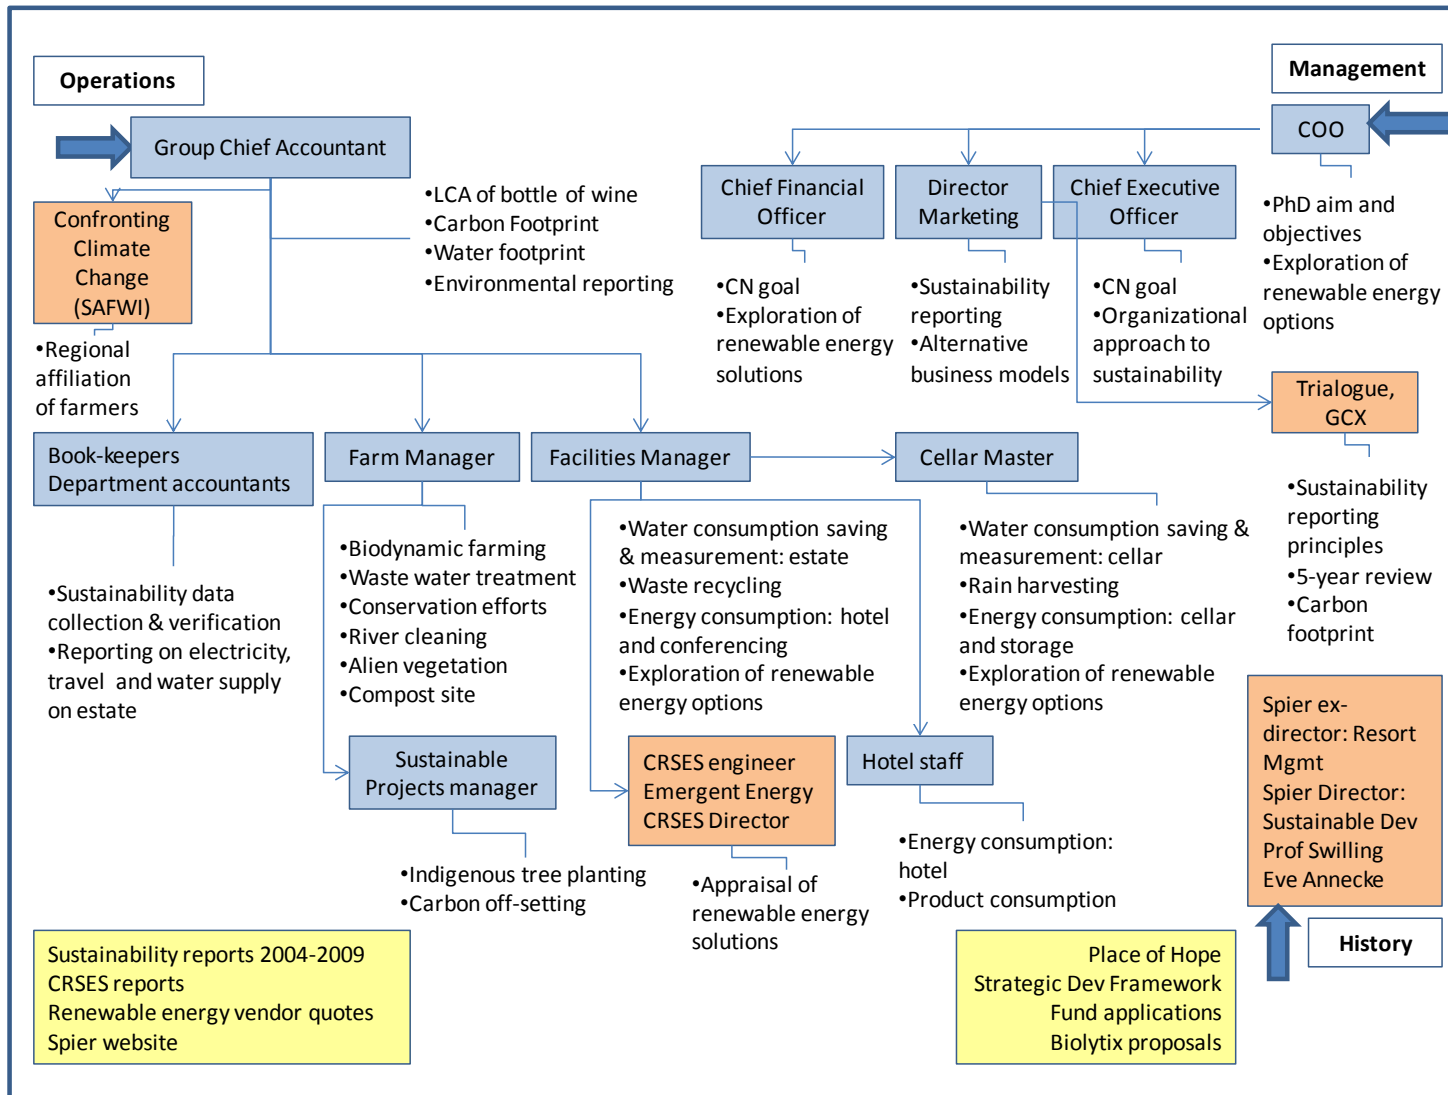 Operations
Management
Group Chief Accountant
COO
Confronting
Climate
Change
(SAFWI)
•LCA of bottle of wine
•Carbon Footprint
•Water footprint
•Environmental reporting
Chief Financial
Officer
Director
Marketing
Chief Executive
Officer
•PhD aim and
objectives
•Exploration of
renewable energy
options
•CN goal
•Exploration of
renewable energy
solutions
•Sustainability
reporting
•Alternative
business models
•CN goal
•Organizational
approach to
sustainability
•Regional
affiliation
of farmers
Trialogue,
GCX
Book-keepers
Department accountants
Farm Manager
Facilities Manager
Cellar Master
•Sustainability
reporting
principles
•5-year review
•Carbon
footprint
•Sustainability data
collection & verification
•Reporting on electricity,
travel and water supply
on estate
•Biodynamic farming
•Waste water treatment
•Conservation efforts
•River cleaning
•Alien vegetation
•Compost site
•Water consumption saving
& measurement: estate
•Waste recycling
•Energy consumption: hotel
and conferencing
•Exploration of renewable
energy options
•Water consumption saving &
measurement: cellar
•Rain harvesting
•Energy consumption: cellar
and storage
•Exploration of renewable
energy options
Sustainable
Projects manager
CRSES engineer
Emergent Energy
CRSES Director
Hotel staff
Spier ex-
director: Resort
Mgmt
Spier Director:
Sustainable Dev
Prof Swilling
Eve Annecke
•Indigenous tree planting
•Carbon off-setting
•Appraisal of
renewable energy
solutions
•Energy consumption:
hotel
•Product consumption
History
Sustainability reports 2004-2009
CRSES reports
Renewable energy vendor quotes
Spier website
Place of Hope
Strategic Dev Framework
Fund applications
Biolytix proposals